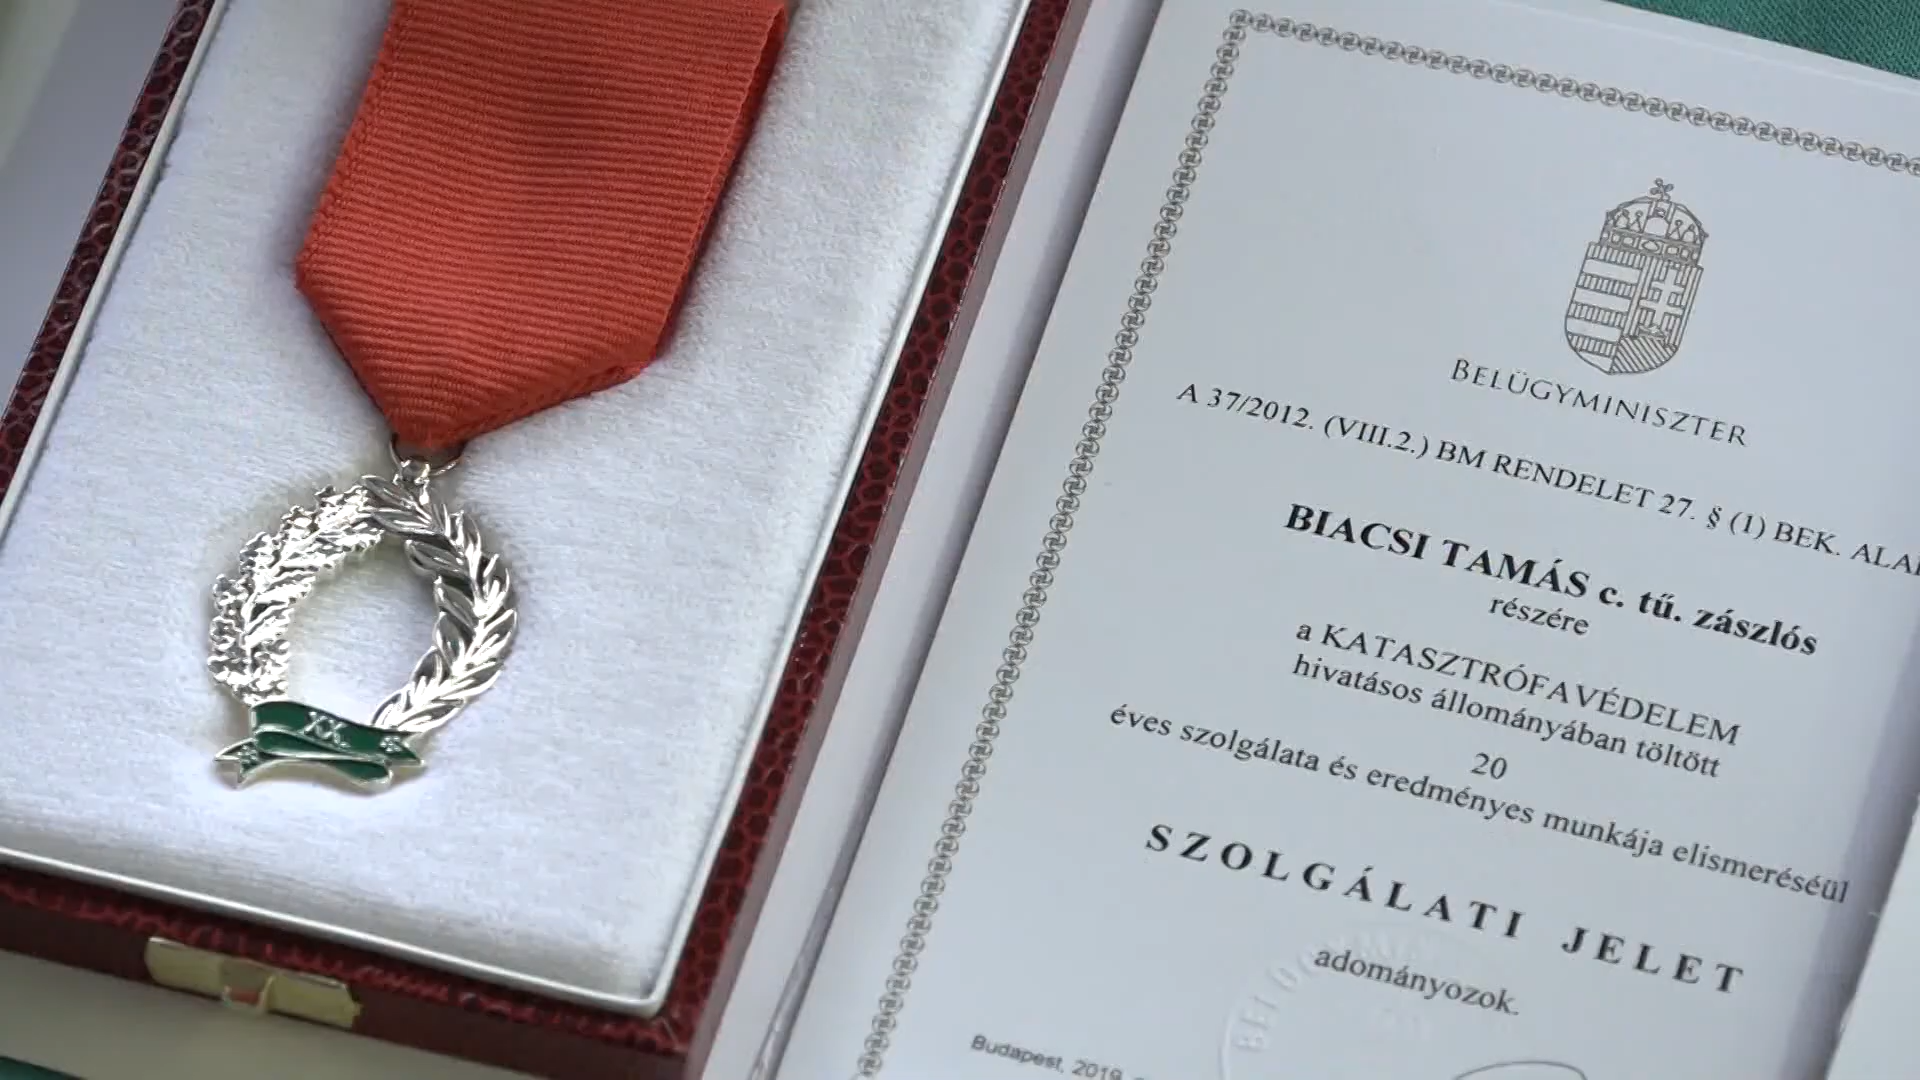 XX.
BELÜGYMINISZTER
A 37/2012. (VIII.2.) BM RENDELET 27. § (1) BEK. ALA
BIACSI TAMÁS c. tű. zászlós
részére
a KATASZTRÓFAVÉDELEM
hivatásos állományában töltött
20
éves szolgálata és eredményes munkája elismeréséül
SZOLGÁLATI JELET
adományozok.
Budapest, 2019.